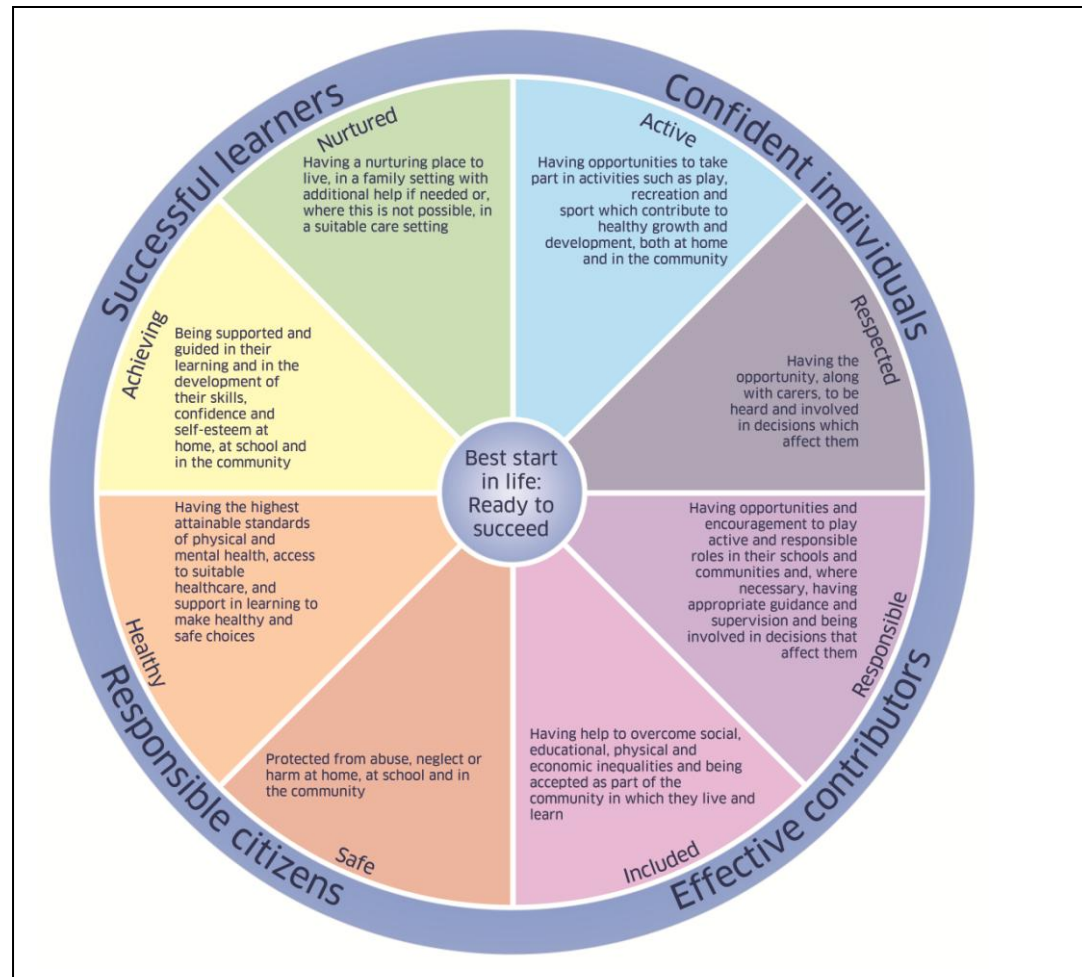 Successful learners
Confident individuals
Nurtured
Having a nurturing place to
live, in a family setting with
additional help if needed or,
where this is not possible, in
a suitable care setting
Active
Having opportunities to take
part in activities such as play,
recreation and
sport which contribute to
healthy growth and
development, both at home
and in the community
Achieving
Being supported and
guided in their
learning and in the
development of
their skills,
confidence and
self-esteem at
home, at school and
in the community
Respected
Having the
opportunity, along
with carers, to be
heard and involved
in decisions which
affect them
Best start
in life:
Ready to
succeed
Healthy
Having the highest
attainable standards
of physical and
mental health, access
to suitable
healthcare, and
support in learning to
make healthy and
safe choices
Responsible
Having opportunities and
encouragement to play
active and responsible
roles in their schools and
communities and, where
necessary, having
appropriate guidance and
supervision and being
involved in decisions that
affect them
Protected from abuse, neglect or
harm at home, at school and in
the community
Safe
Having help to overcome social,
educational, physical and
economic inequalities and being
accepted as part of the
community in which they live and
learn
Included
Responsible citizens
Effective contributors